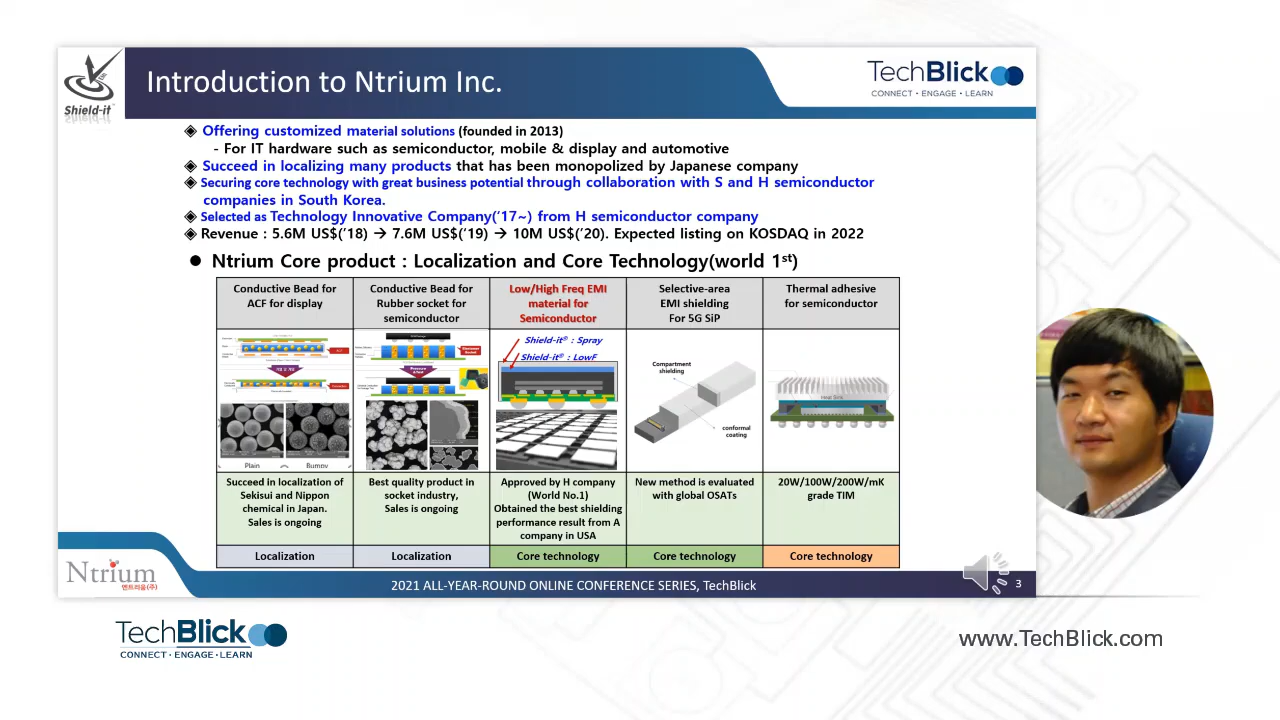 Shield-it™
Introduction to Ntrium Inc.
TechBlick
CONNECT • ENGAGE • LEARN
◈ Offering customized material solutions (founded in 2013)
- For IT hardware such as semiconductor, mobile & display and automotive
◈ Succeed in localizing many products that has been monopolized by Japanese company
◈ Securing core technology with great business potential through collaboration with S and H semiconductor
companies in South Korea.
◈ Selected as Technology Innovative Company('17~) from H semiconductor company
◈ Revenue : 5.6M US$('18) → 7.6M US$('19) → 10M US$('20). Expected listing on KOSDAQ in 2022
● Ntrium Core product : Localization and Core Technology(world 1st)
Conductive Bead for
ACF for display
Conductive Bead for
Rubber socket for
semiconductor
Low/High Freq EMI
material for
Semiconductor
Selective-area
EMI shielding
For 5G SiP
Thermal adhesive
for semiconductor
Plain
Bumpy
Shield-it® : Spray
Shield-it® : LowF
Compartment
shielding
conformal
coating
Heat Sink
Succeed in localization of
Sekisui and Nippon
chemical in Japan.
Sales is ongoing
Best quality product in
socket industry,
Sales is ongoing
Approved by H company
(World No.1)
Obtained the best shielding
performance result from A
company in USA
New method is evaluated
with global OSATs
20W/100W/200W/mK
grade TIM
Localization
Localization
Core technology
Core technology
Core technology
Ntrium
엔트리움(주)
2021 ALL-YEAR-ROUND ONLINE CONFERENCE SERIES, TechBlick
3
TechBlick
CONNECT • ENGAGE • LEARN
www.TechBlick.com